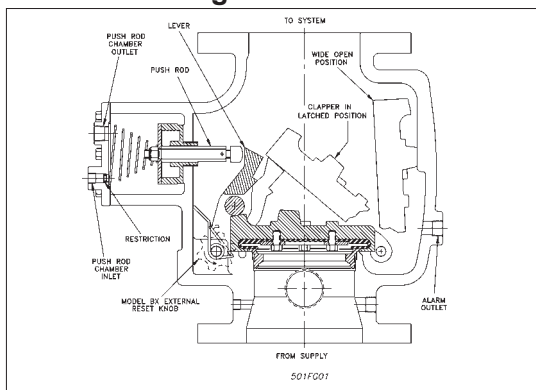 TO SYSTEM
LEVER
PUSH ROD
CHAMBER
OUTLET
WIDE OPEN
POSITION
PUSH ROD
CLAPPER IN
LATCHED POSITION
RESTRICTION
PUSH ROD
CHAMBER
INLET
MODEL BX EXTERNAL
RESET KNOB
ALARM
OUTLET
FROM SUPPLY
501FG01